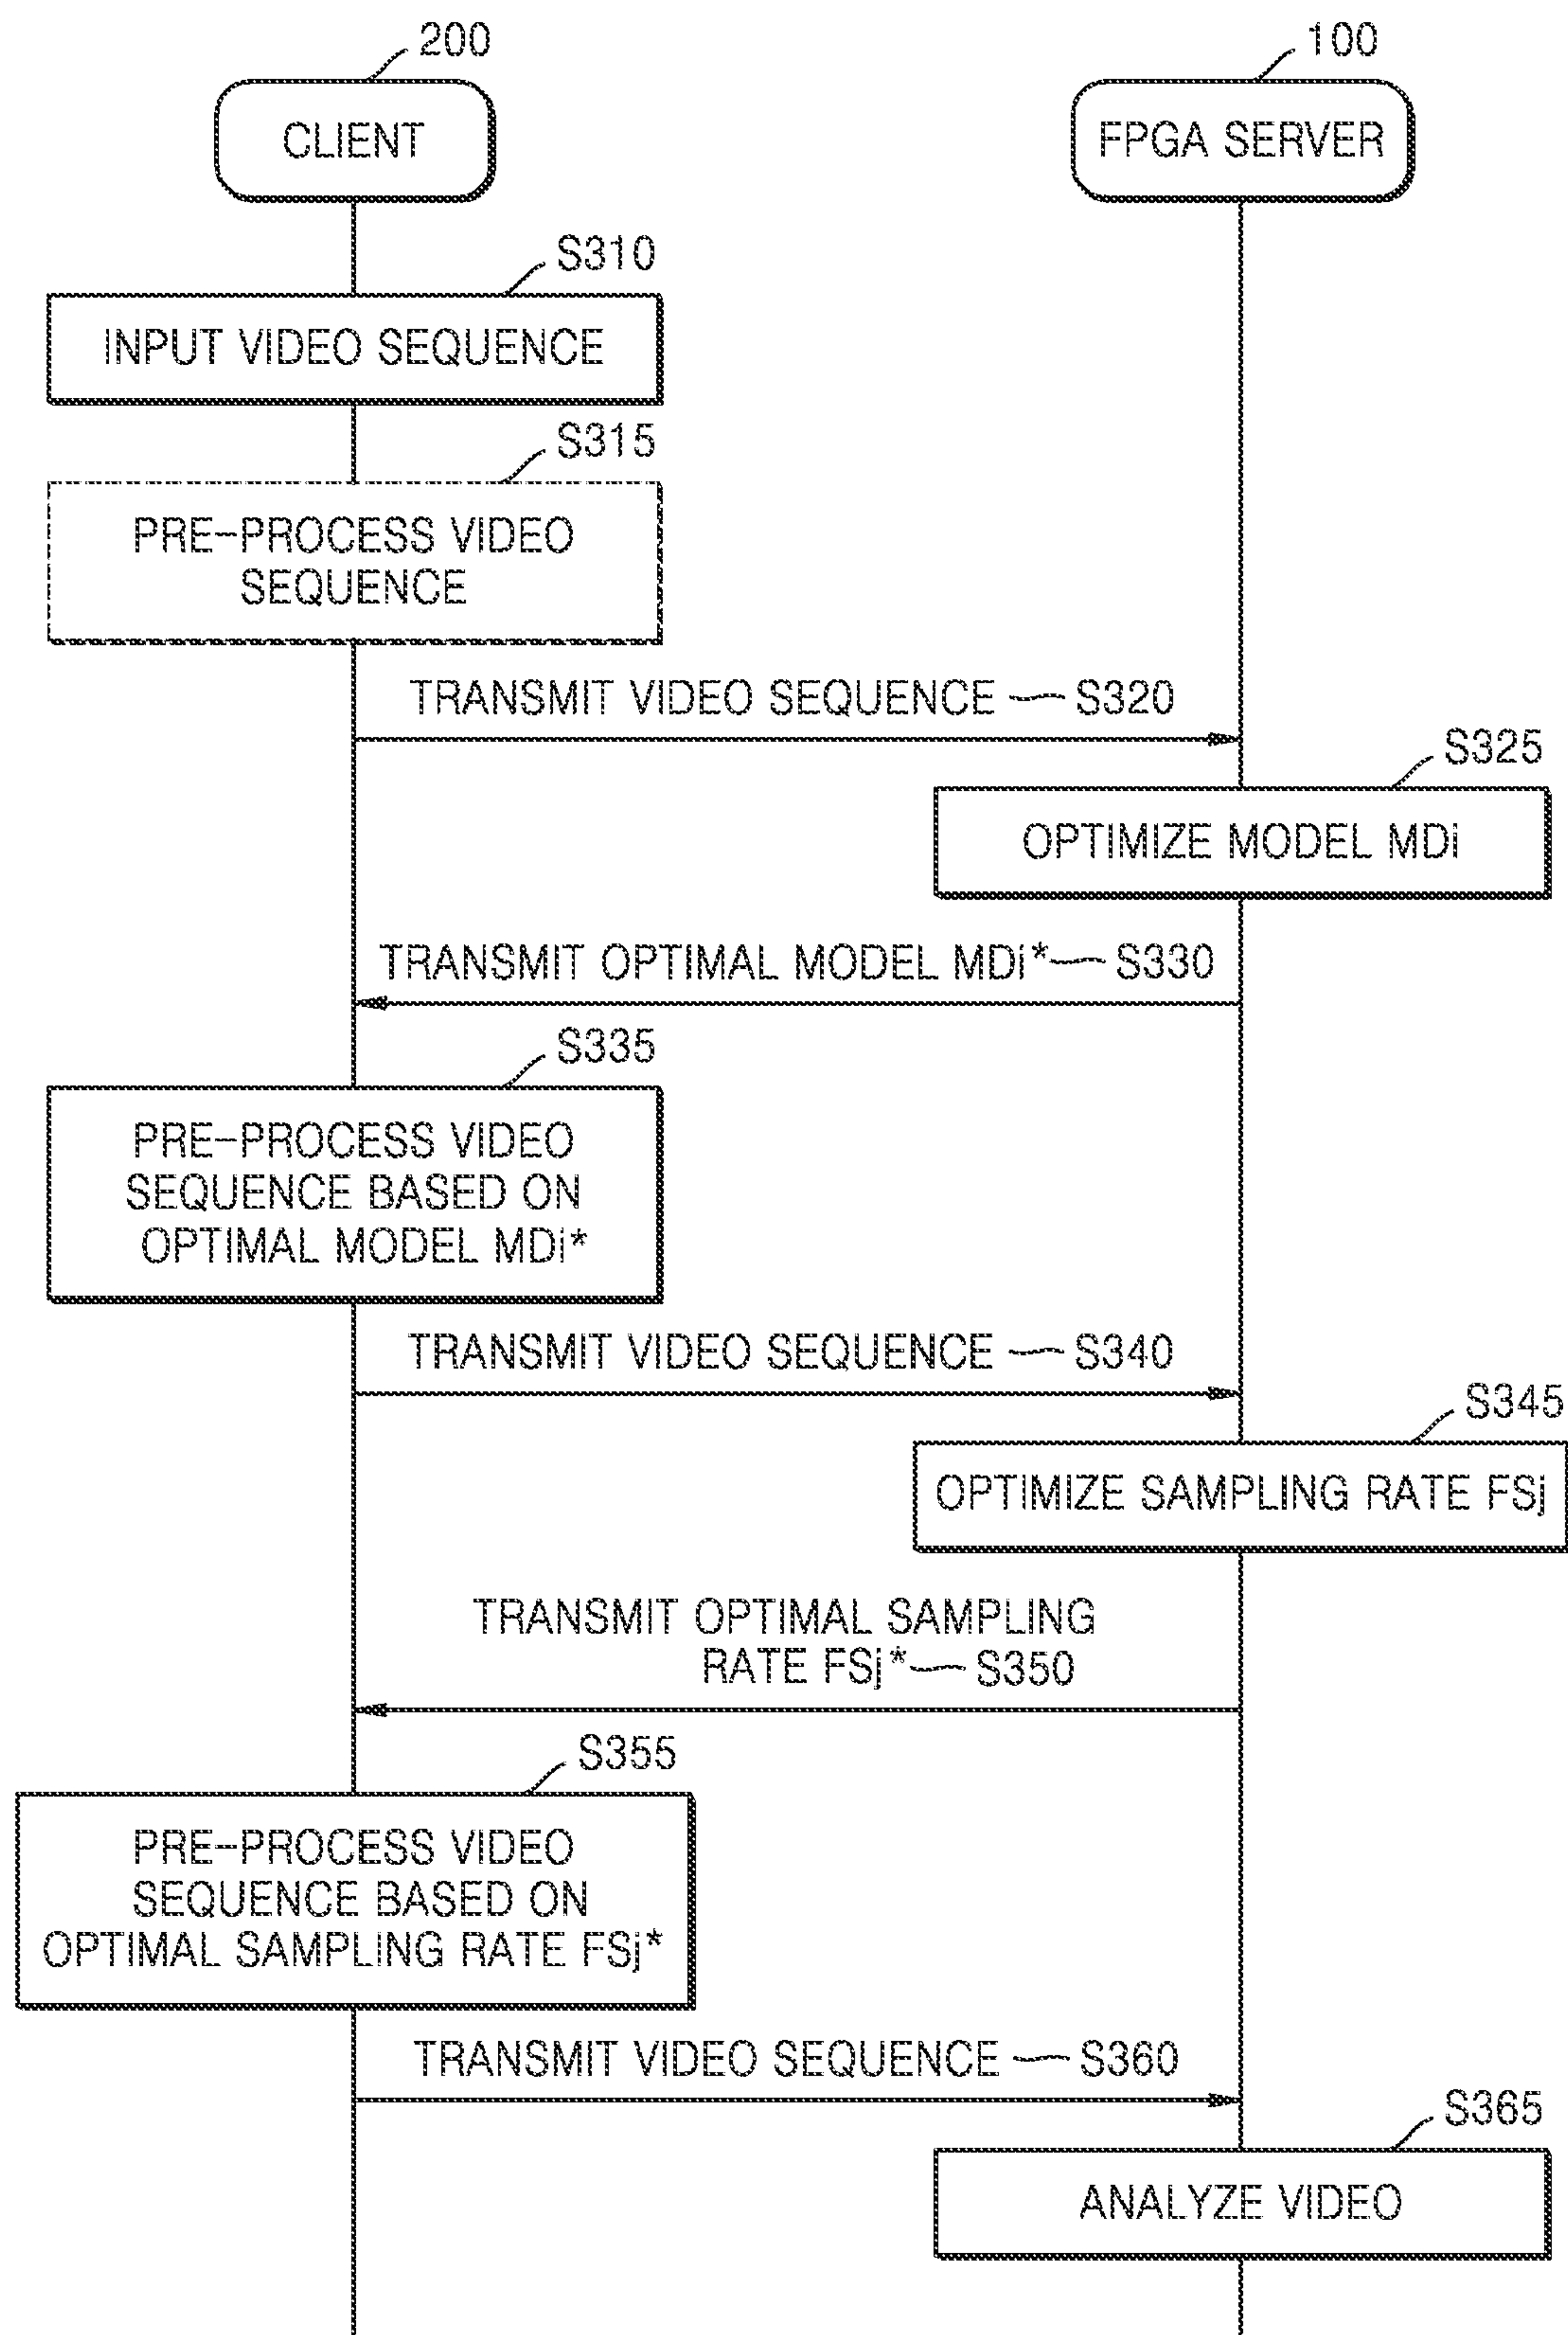 200
100
CLIENT
FPGA SERVER
S310
INPUT VIDEO SEQUENCE
S315
PRE-PROCESS VIDEO
SEQUENCE
TRANSMIT VIDEO SEQUENCE S320
S325
OPTIMIZE MODEL MDi
TRANSMIT OPTIMAL MODEL MDi* S330
S335
PRE-PROCESS VIDEO
SEQUENCE BASED ON
OPTIMAL MODEL MDi*
TRANSMIT VIDEO SEQUENCE S340
S345
OPTIMIZE SAMPLING RATE FSj
TRANSMIT OPTIMAL SAMPLING
RATE FSj* S350
S355
PRE-PROCESS VIDEO
SEQUENCE BASED ON
OPTIMAL SAMPLING RATE FSj*
TRANSMIT VIDEO SEQUENCE S360
S365
ANALYZE VIDEO